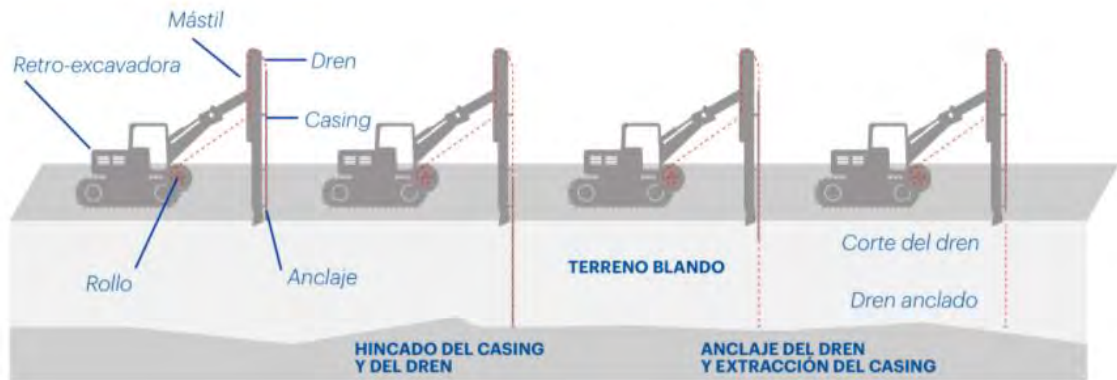 Mástil
Retro-excavadora
Dren
Casing
Rollo
Anclaje
TERRENO BLANDO
Corte del dren
Dren anclado
HINCADO DEL CASING
Y DEL DREN
ANCLAJE DEL DREN
Y EXTRACCIÓN DEL CASING